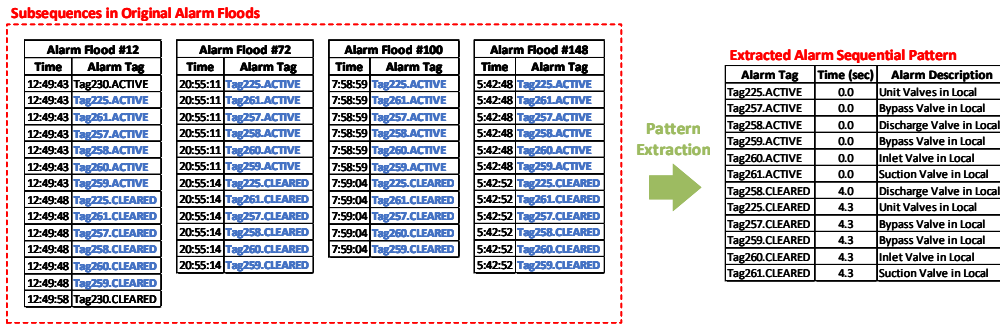 Subsequences in Original Alarm Floods
Alarm Flood #12
Time Alarm Tag
12:49:43 Tag230.ACTIVE
12:49:43 Tag225.ACTIVE
12:49:43 Tag261.ACTIVE
12:49:43 Tag257.ACTIVE
12:49:43 Tag258.ACTIVE
12:49:43 Tag260.ACTIVE
12:49:43 Tag259.ACTIVE
12:49:48 Tag225.CLEARED
12:49:48 Tag261.CLEARED
12:49:48 Tag257.CLEARED
12:49:48 Tag258.CLEARED
12:49:48 Tag260.CLEARED
12:49:48 Tag259.CLEARED
12:49:58 Tag230.CLEARED
Alarm Flood #72
Time Alarm Tag
20:55:11 Tag225.ACTIVE
20:55:11 Tag261.ACTIVE
20:55:11 Tag257.ACTIVE
20:55:11 Tag258.ACTIVE
20:55:11 Tag260.ACTIVE
20:55:11 Tag259.ACTIVE
20:55:14 Tag225.CLEARED
20:55:14 Tag261.CLEARED
20:55:14 Tag257.CLEARED
20:55:14 Tag258.CLEARED
20:55:14 Tag260.CLEARED
20:55:14 Tag259.CLEARED
Alarm Flood #100
Time Alarm Tag
7:58:59 Tag225.ACTIVE
7:58:59 Tag261.ACTIVE
7:58:59 Tag257.ACTIVE
7:58:59 Tag258.ACTIVE
7:58:59 Tag260.ACTIVE
7:58:59 Tag259.ACTIVE
7:59:04 Tag225.CLEARED
7:59:04 Tag261.CLEARED
7:59:04 Tag257.CLEARED
7:59:04 Tag260.CLEARED
7:59:04 Tag259.CLEARED
Alarm Flood #148
Time Alarm Tag
5:42:48 Tag225.ACTIVE
5:42:48 Tag261.ACTIVE
5:42:48 Tag257.ACTIVE
5:42:48 Tag258.ACTIVE
5:42:48 Tag260.ACTIVE
5:42:48 Tag259.ACTIVE
5:42:52 Tag225.CLEARED
5:42:52 Tag261.CLEARED
5:42:52 Tag257.CLEARED
5:42:52 Tag258.CLEARED
5:42:52 Tag260.CLEARED
5:42:52 Tag259.CLEARED
Pattern
Extraction
Extracted Alarm Sequential Pattern
Alarm Tag Time (sec) Alarm Description
Tag225.ACTIVE 0.0 Unit Valves in Local
Tag257.ACTIVE 0.0 Bypass Valve in Local
Tag258.ACTIVE 0.0 Discharge Valve in Local
Tag259.ACTIVE 0.0 Bypass Valve in Local
Tag260.ACTIVE 0.0 Inlet Valve in Local
Tag261.ACTIVE 0.0 Suction Valve in Local
Tag258.CLEARED 4.0 Discharge Valve in Local
Tag225.CLEARED 4.3 Unit Valves in Local
Tag257.CLEARED 4.3 Bypass Valve in Local
Tag259.CLEARED 4.3 Bypass Valve in Local
Tag260.CLEARED 4.3 Inlet Valve in Local
Tag261.CLEARED 4.3 Suction Valve in Local